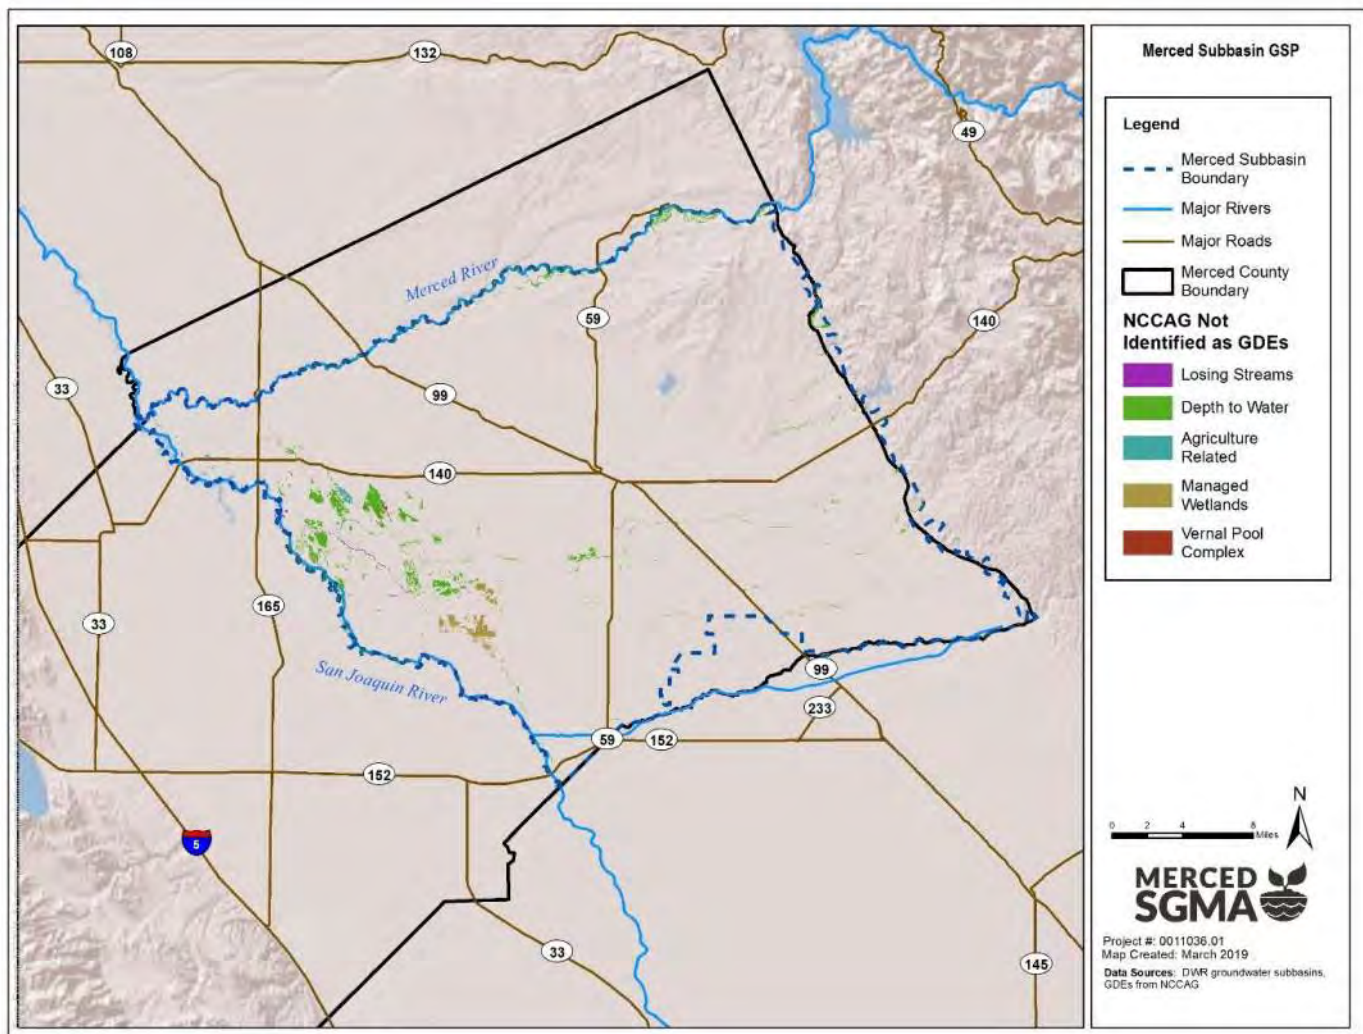 108
132
49
Merced River
59
140
33
99
140
165
33
San Joaquin River
99
233
59
152
152
5
33
145
Merced Subbasin GSP
Legend
Merced Subbasin
Boundary
Major Rivers
Major Roads
Merced County
Boundary
NCCAG Not
Identified as GDEs
Losing Streams
Depth to Water
Agriculture
Related
Managed
Wetlands
Vernal Pool
Complex
N
0 2 4 8 Miles
MERCED
SGMA
Project #: 0011036.01
Map Created: March 2019
Data Sources: DWR groundwater subbasins,
GDEs from NCCAG